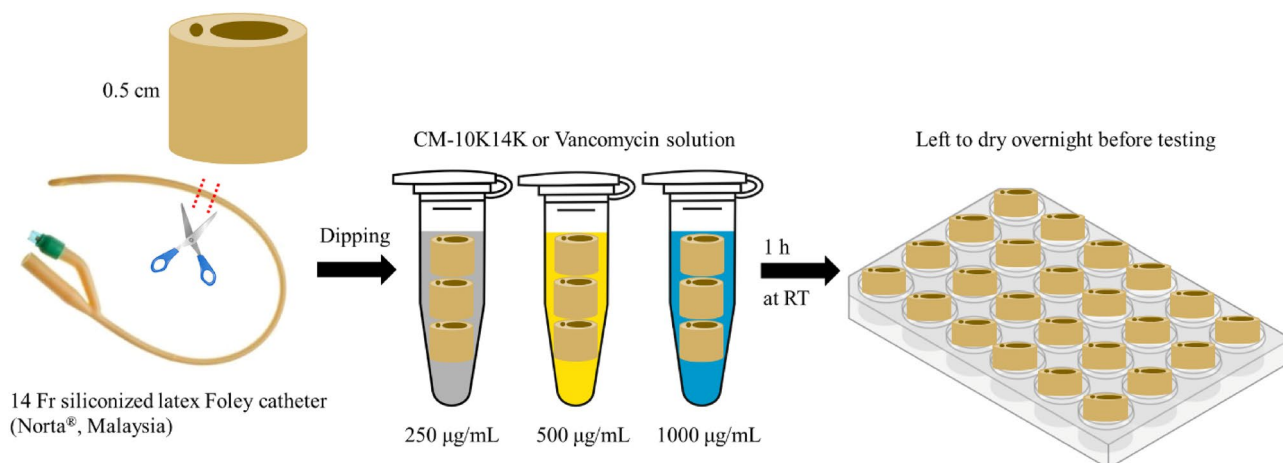 0.5 cm
14 Fr siliconized latex Foley catheter
(Norta®, Malaysia)
Dipping
CM-10K14K or Vancomycin solution
250 µg/mL
500 µg/mL
1000 µg/mL
1 h
at RT
Left to dry overnight before testing